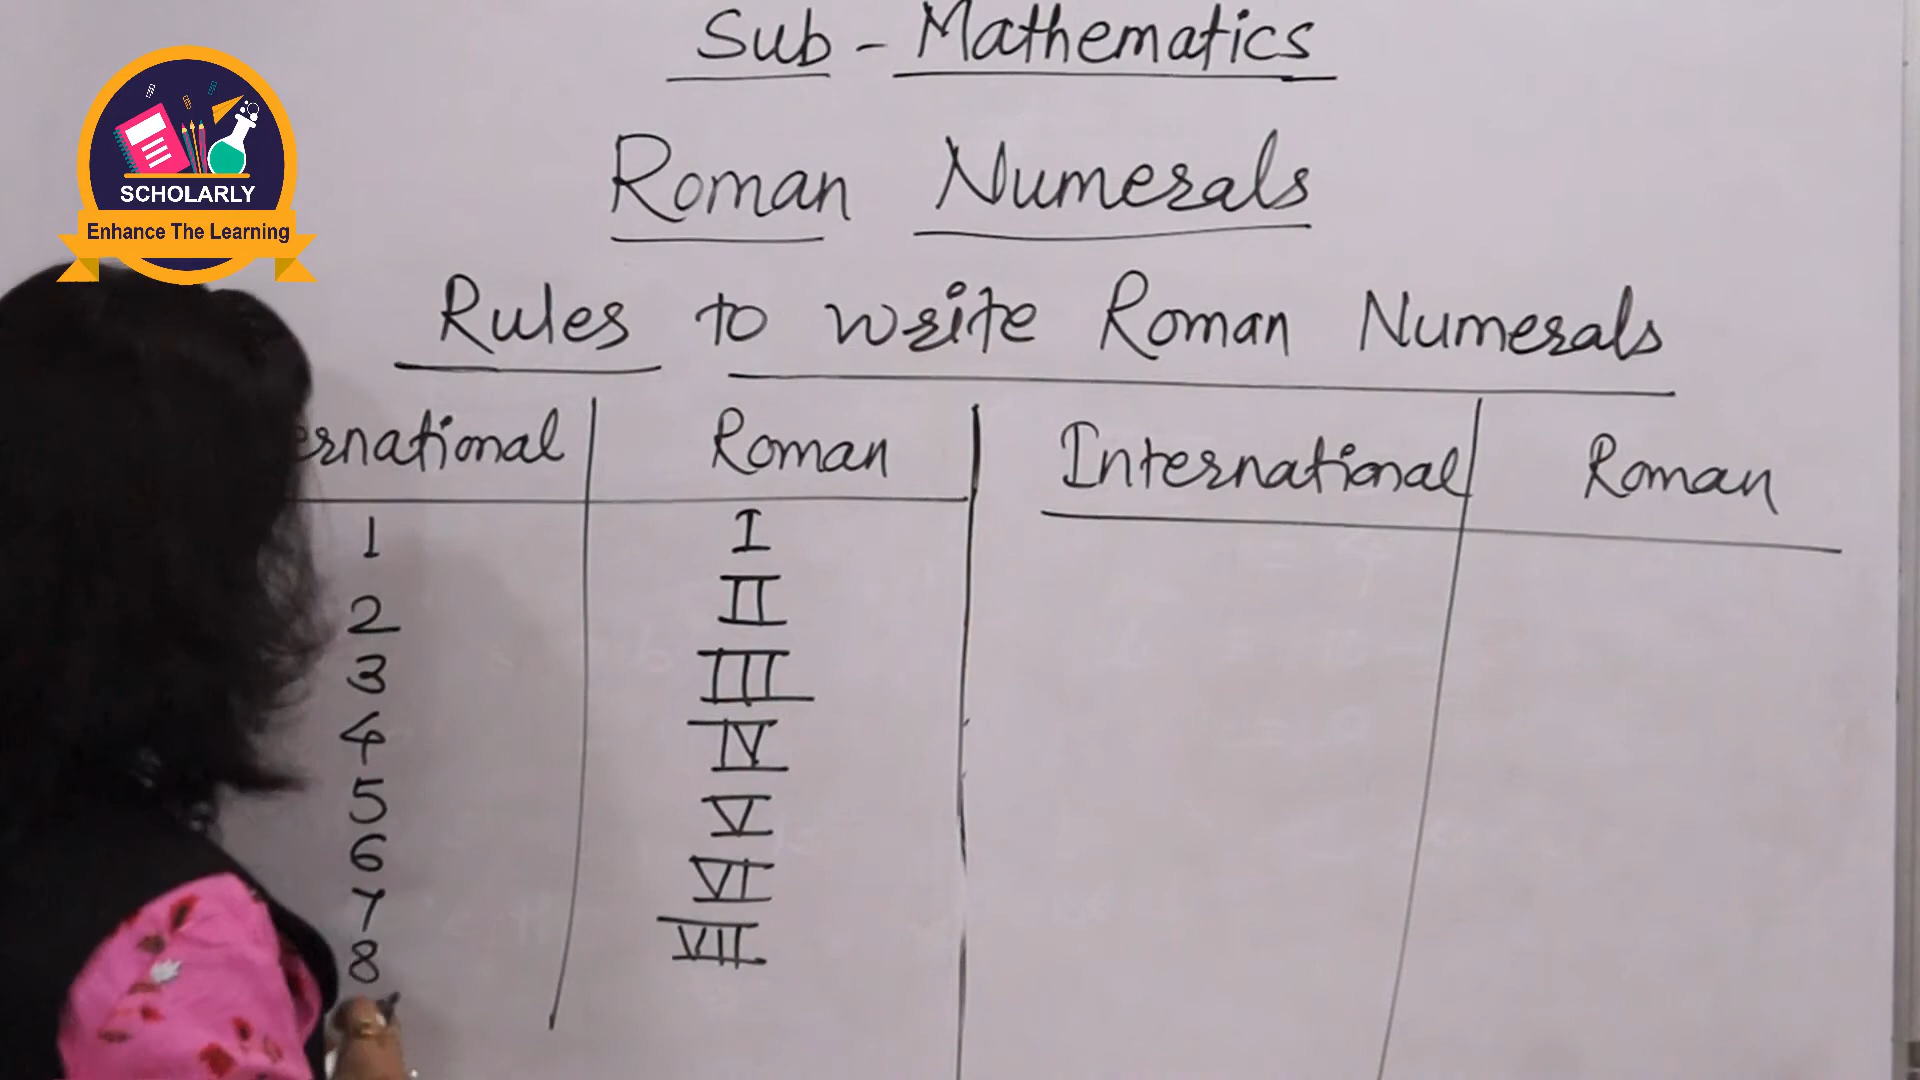 SCHOLARLY
Enhance The Learning
Sub - Mathematics
Roman Numerals
Rules to write Roman Numerals
ernational Roman International Roman
1 I
2 II
3 III
4 IV
5 V
6 VI
7 VII
8